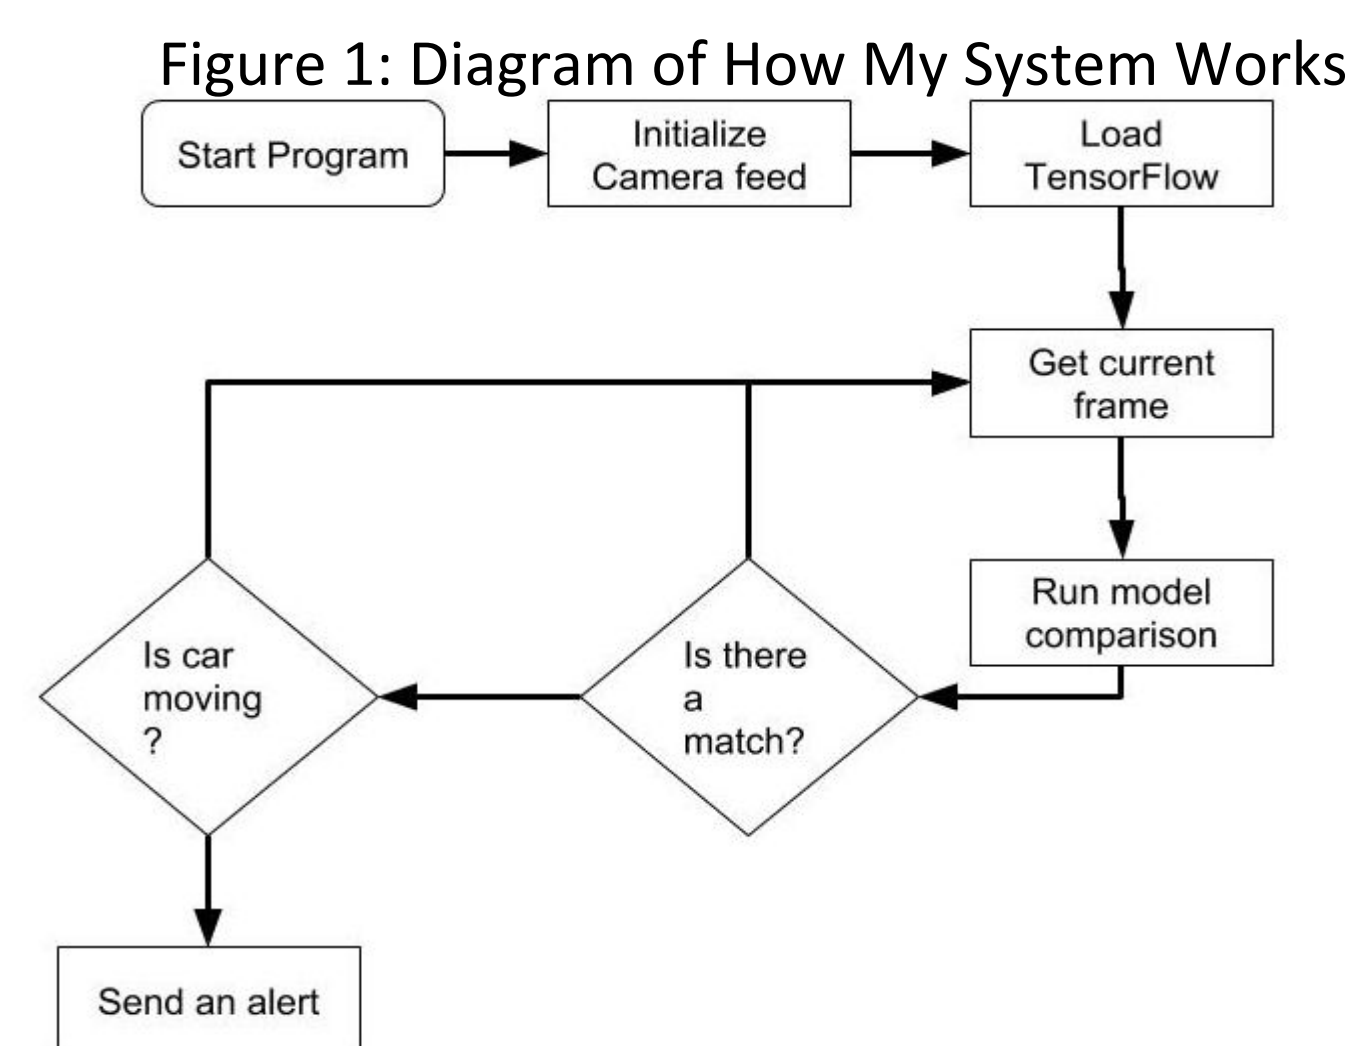 Figure 1: Diagram of How My System Works
Start Program
Initialize
Camera feed
Load
TensorFlow
Get current
frame
Run model
comparison
Is there
a
match?
Is car
moving
?
Send an alert